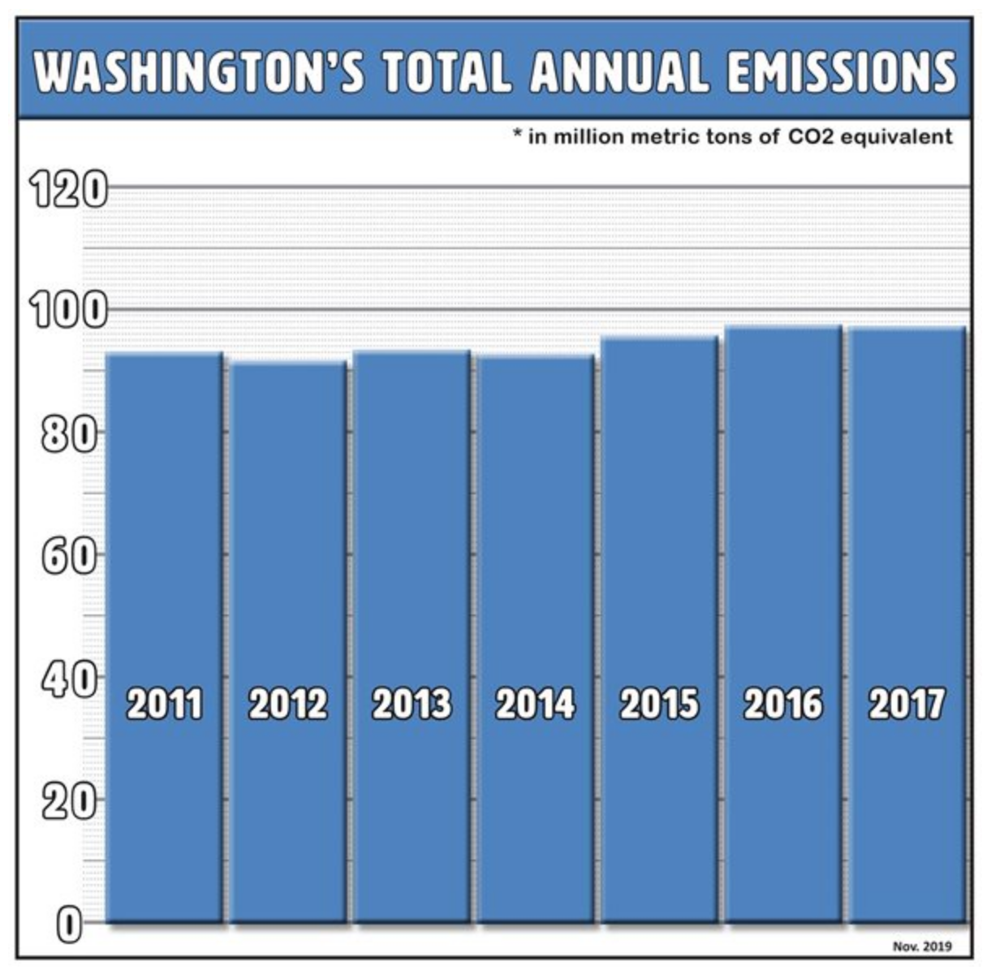 WASHINGTON'S TOTAL ANNUAL EMISSIONS
* in million metric tons of CO2 equivalent
120
100
80
60
40
20
0
2011 2012 2013 2014 2015 2016 2017
Nov. 2019